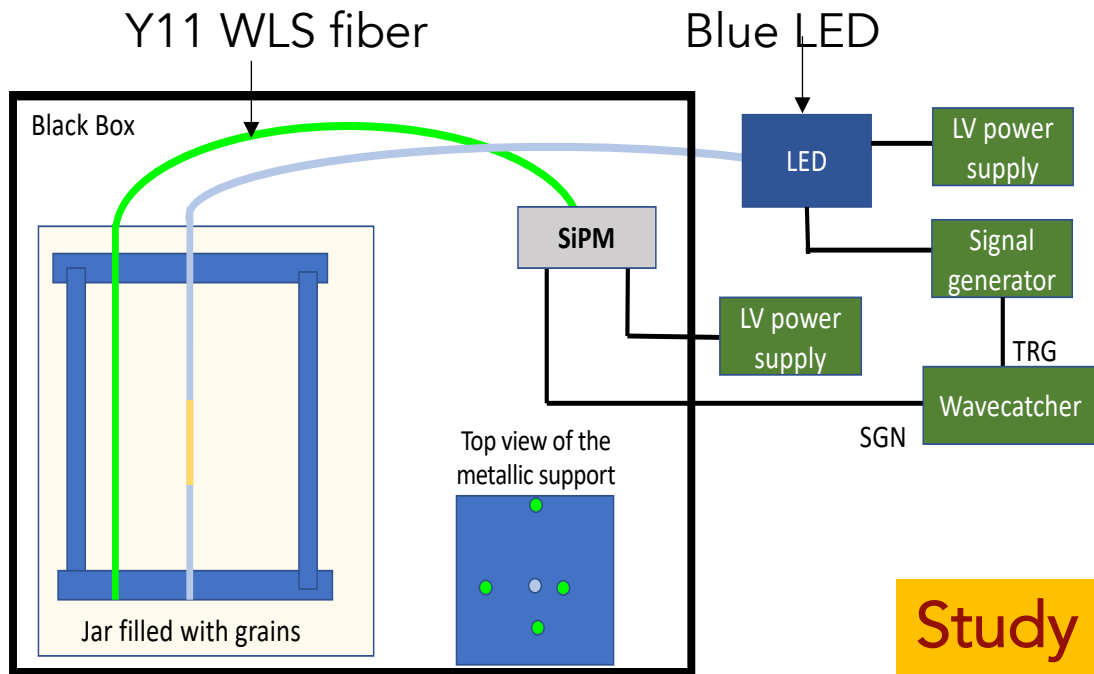 Y11 WLS fiber
Blue LED
Black Box
LED
LV power
supply
SiPM
Signal
generator
LV power
supply
TRG
Wavecatcher
SGN
Top view of the
metallic support
Jar filled with grains
Study